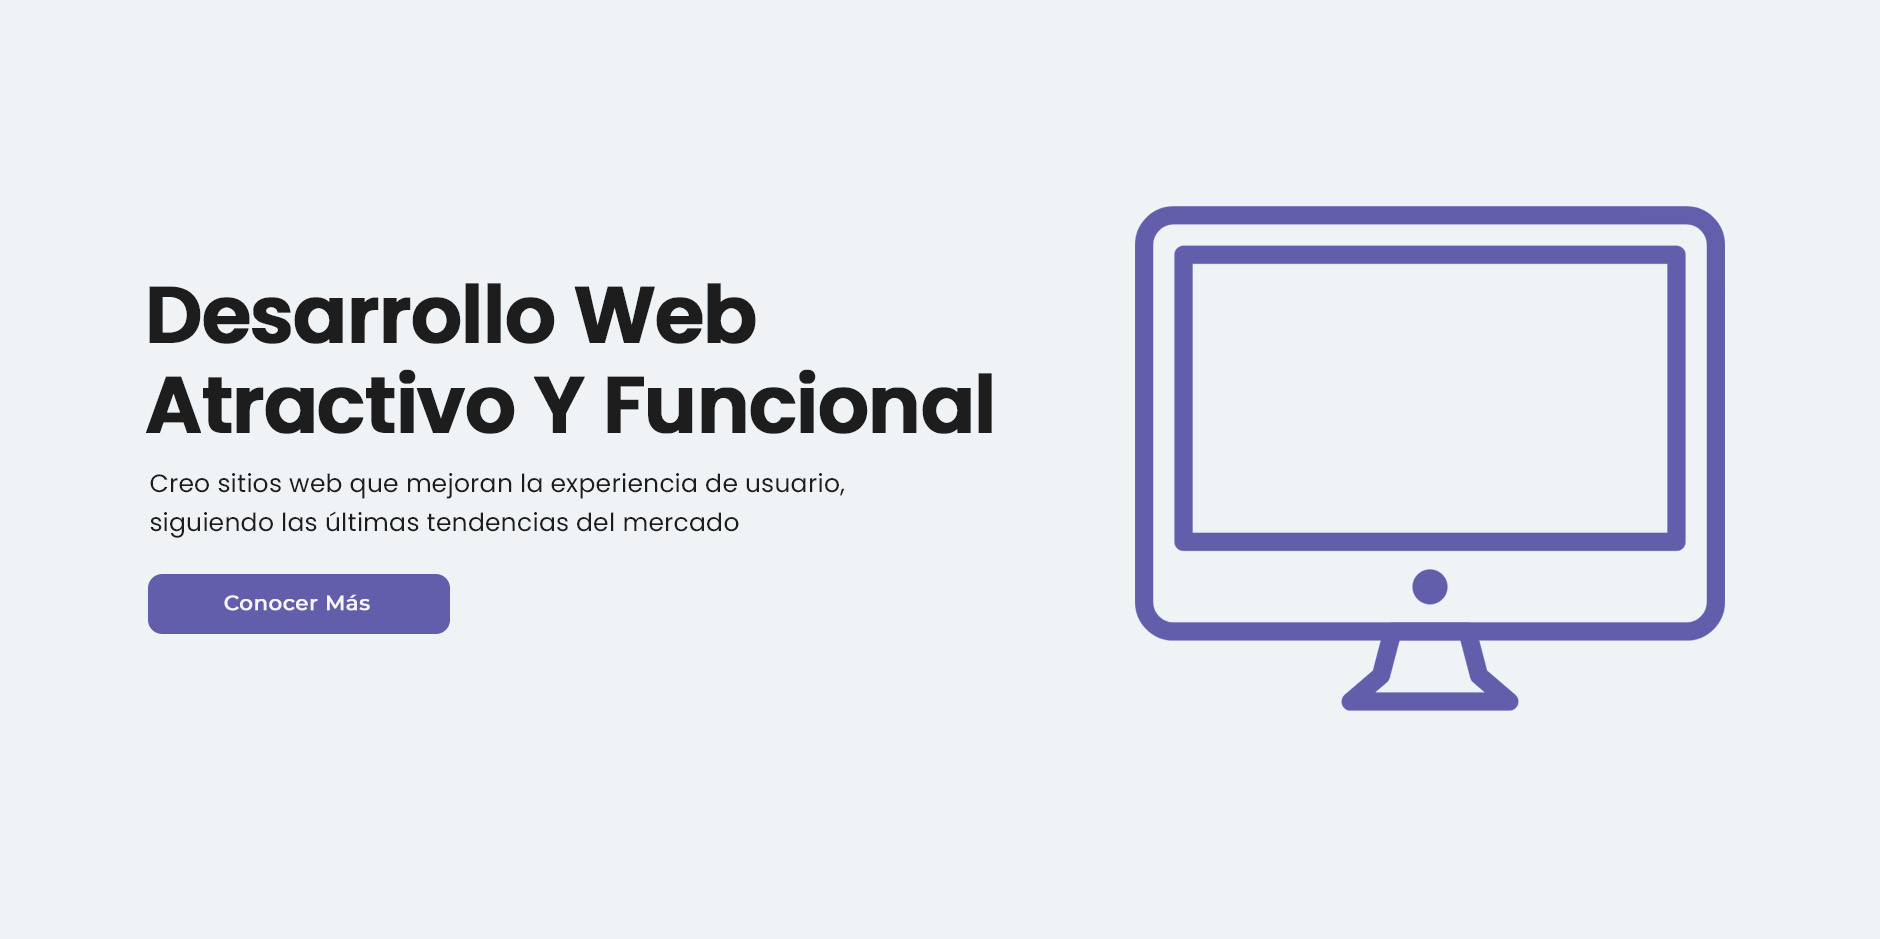 Desarrollo Web
Atractivo Y Funcional
Creo sitios web que mejoran la experiencia de usuario,
siguiendo las últimas tendencias del mercado
Conocer Más